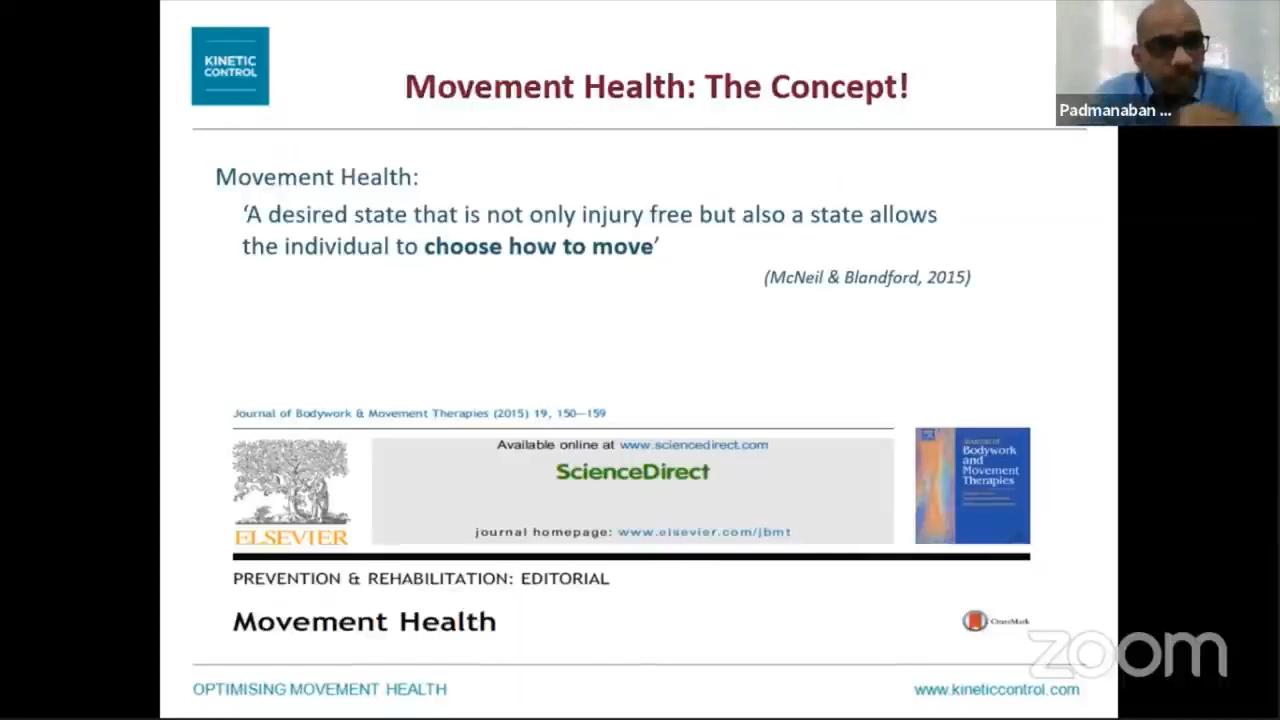 KINETIC
CONTROL
Movement Health: The Concept!
Padmanaban ...
Movement Health:
‘A desired state that is not only injury free but also a state allows
the individual to choose how to move’
(McNeil & Blandford, 2015)
Journal of Bodywork & Movement Therapies (2015) 19, 150–159
Available online at www.sciencedirect.com
ScienceDirect
journal homepage: www.elsevier.com/jbmt
ELSEVIER
Journal of
Bodywork
and
Movement
Therapies
PREVENTION & REHABILITATION: EDITORIAL
Movement Health
CrossMark
zoom
OPTIMISING MOVEMENT HEALTH
www.kineticcontrol.com